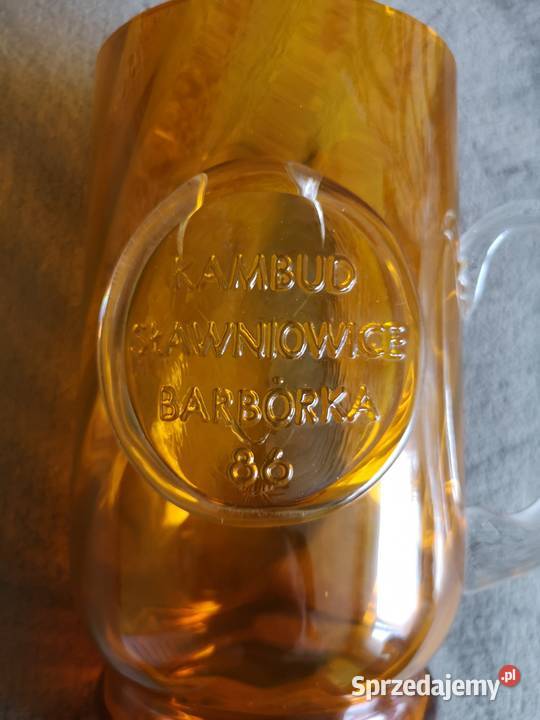 KAMBUD
SŁAWNIOWICE
BARBÓRKA
86
Sprzedajemy.pl